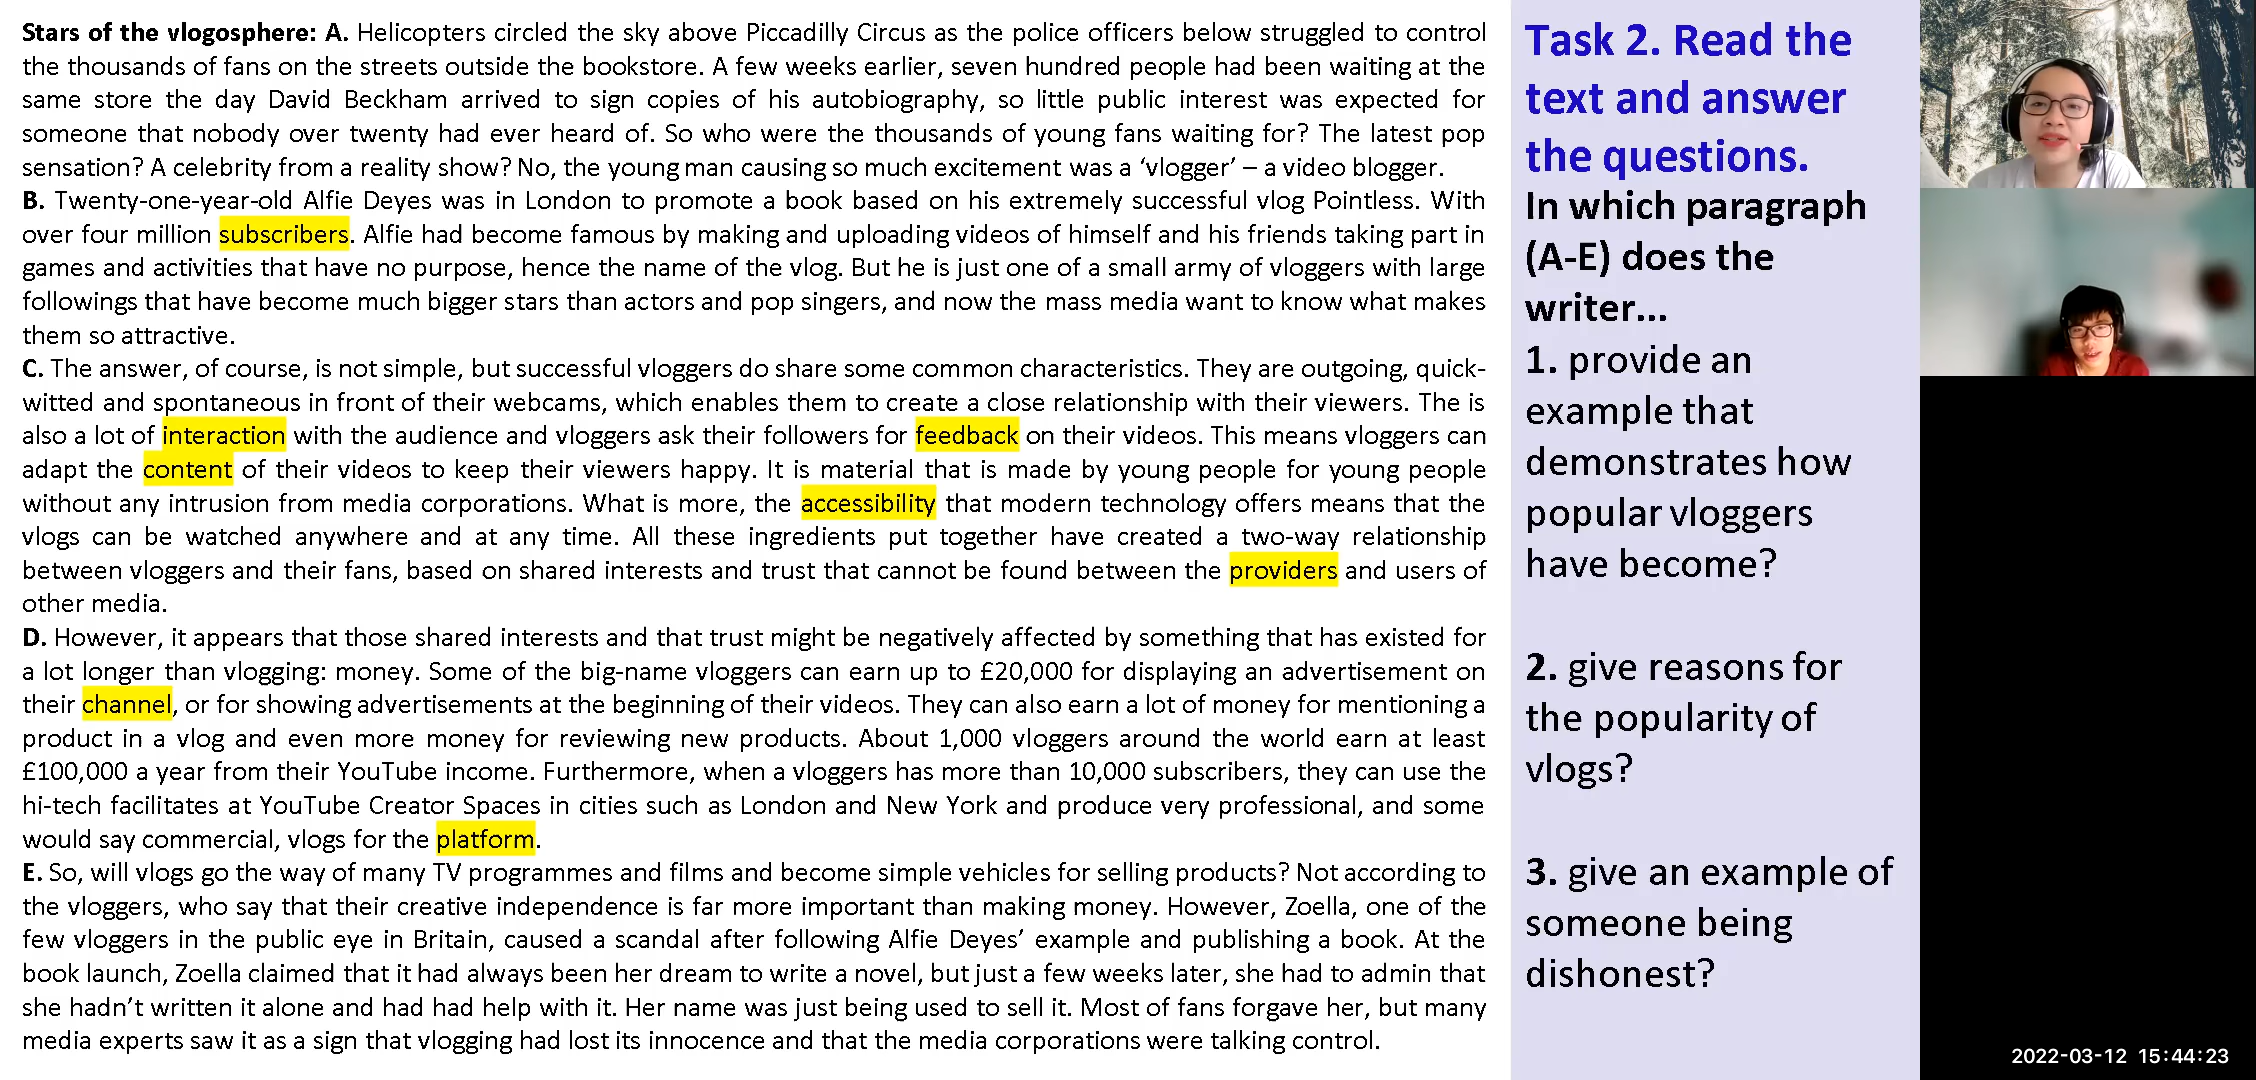 Stars of the vlogosphere: A. Helicopters circled the sky above Piccadilly Circus as the police officers below struggled to control
the thousands of fans on the streets outside the bookstore. A few weeks earlier, seven hundred people had been waiting at the
same store the day David Beckham arrived to sign copies of his autobiography, so little public interest was expected for
someone that nobody over twenty had ever heard of. So who were the thousands of young fans waiting for? The latest pop
sensation? A celebrity from a reality show? No, the young man causing so much excitement was a ‘vlogger’ – a video blogger.
B. Twenty-one-year-old Alfie Deyes was in London to promote a book based on his extremely successful vlog Pointless. With
over four million subscribers. Alfie had become famous by making and uploading videos of himself and his friends taking part in
games and activities that have no purpose, hence the name of the vlog. But he is just one of a small army of vloggers with large
followings that have become much bigger stars than actors and pop singers, and now the mass media want to know what makes
them so attractive.
C. The answer, of course, is not simple, but successful vloggers do share some common characteristics. They are outgoing, quick-
witted and spontaneous in front of their webcams, which enables them to create a close relationship with their viewers. The is
also a lot of interaction with the audience and vloggers ask their followers for feedback on their videos. This means vloggers can
adapt the content of their videos to keep their viewers happy. It is material that is made by young people for young people
without any intrusion from media corporations. What is more, the accessibility that modern technology offers means that the
vlogs can be watched anywhere and at any time. All these ingredients put together have created a two-way relationship
between vloggers and their fans, based on shared interests and trust that cannot be found between the providers and users of
other media.
D. However, it appears that those shared interests and that trust might be negatively affected by something that has existed for
a lot longer than vlogging: money. Some of the big-name vloggers can earn up to £20,000 for displaying an advertisement on
their channel, or for showing advertisements at the beginning of their videos. They can also earn a lot of money for mentioning a
product in a vlog and even more money for reviewing new products. About 1,000 vloggers around the world earn at least
£100,000 a year from their YouTube income. Furthermore, when a vloggers has more than 10,000 subscribers, they can use the
hi-tech facilitates at YouTube Creator Spaces in cities such as London and New York and produce very professional, and some
would say commercial, vlogs for the platform.
E. So, will vlogs go the way of many TV programmes and films and become simple vehicles for selling products? Not according to
the vloggers, who say that their creative independence is far more important than making money. However, Zoella, one of the
few vloggers in the public eye in Britain, caused a scandal after following Alfie Deyes’ example and publishing a book. At the
book launch, Zoella claimed that it had always been her dream to write a novel, but just a few weeks later, she had to admin that
she hadn’t written it alone and had had help with it. Her name was just being used to sell it. Most of fans forgave her, but many
media experts saw it as a sign that vlogging had lost its innocence and that the media corporations were talking control.
Task 2. Read the
text and answer
the questions.
In which paragraph
(A-E) does the
writer...
1. provide an
example that
demonstrates how
popular vloggers
have become?
2. give reasons for
the popularity of
vlogs?
3. give an example of
someone being
dishonest?
2022-03-12 15:44:23